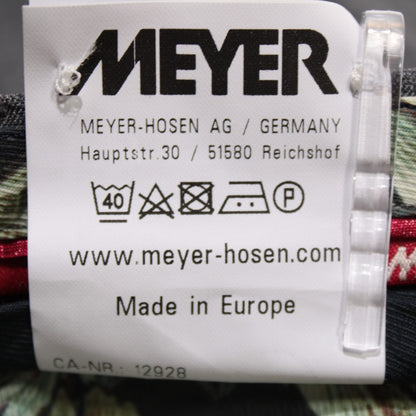 MEYER
MEYER-HOSEN AG / GERMANY
Hauptstr.30 / 51580 Reichshof
40 P
www.meyer-hosen.com
Made in Europe
CA-NR.: 12928
M